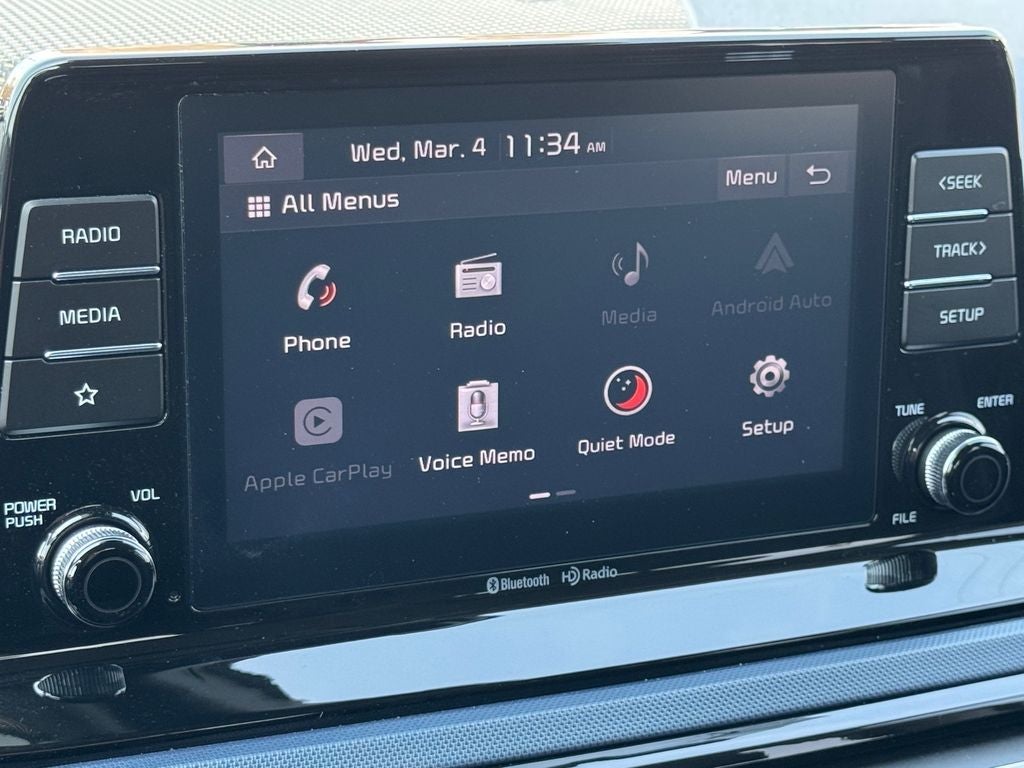 Wed, Mar. 4 11:34 AM
All Menus
Menu
Phone
Radio
Media
Android Auto
Apple CarPlay
Voice Memo
Quiet Mode
Setup
RADIO
MEDIA
POWER
PUSH
VOL
<SEEK
TRACK>
SETUP
TUNE
ENTER
FILE
Bluetooth
HD Radio